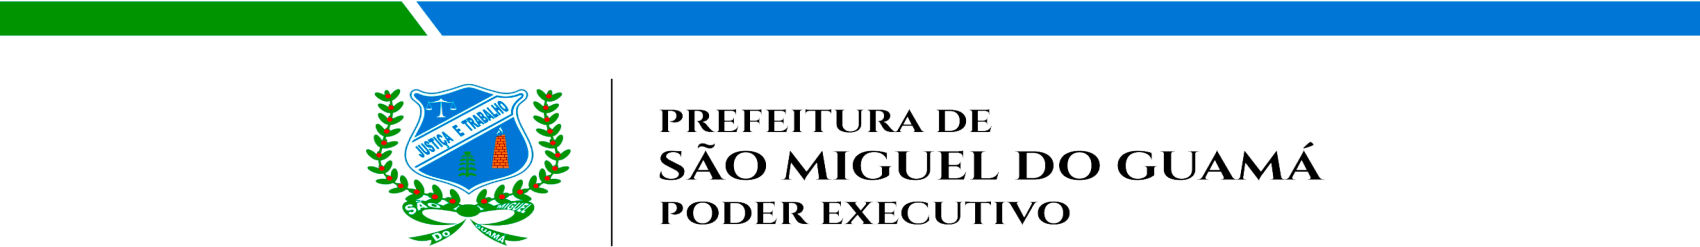 JUSTIÇA E TRABALHO
SÃO MIGUEL
DO GUAMÁ
PREFEITURA DE
SÃO MIGUEL DO GUAMÁ
PODER EXECUTIVO